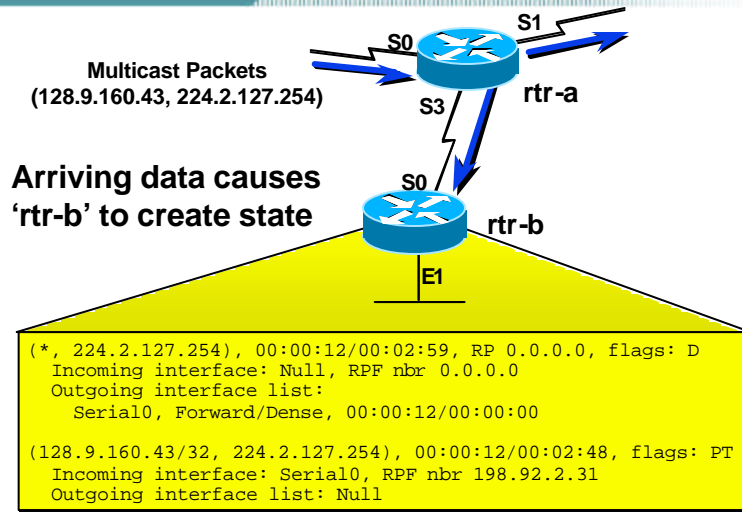 S1
S0
Multicast Packets
(128.9.160.43, 224.2.127.254)
rtr-a
S3
Arriving data causes
'rtr-b' to create state
S0
rtr-b
E1
(*, 224.2.127.254), 00:00:12/00:02:59, RP 0.0.0.0, flags: D
Incoming interface: Null, RPF nbr 0.0.0.0
Outgoing interface list:
Serial0, Forward/Dense, 00:00:12/00:00:00
(128.9.160.43/32, 224.2.127.254), 00:00:12/00:02:48, flags: PT
Incoming interface: Serial0, RPF nbr 198.92.2.31
Outgoing interface list: Null